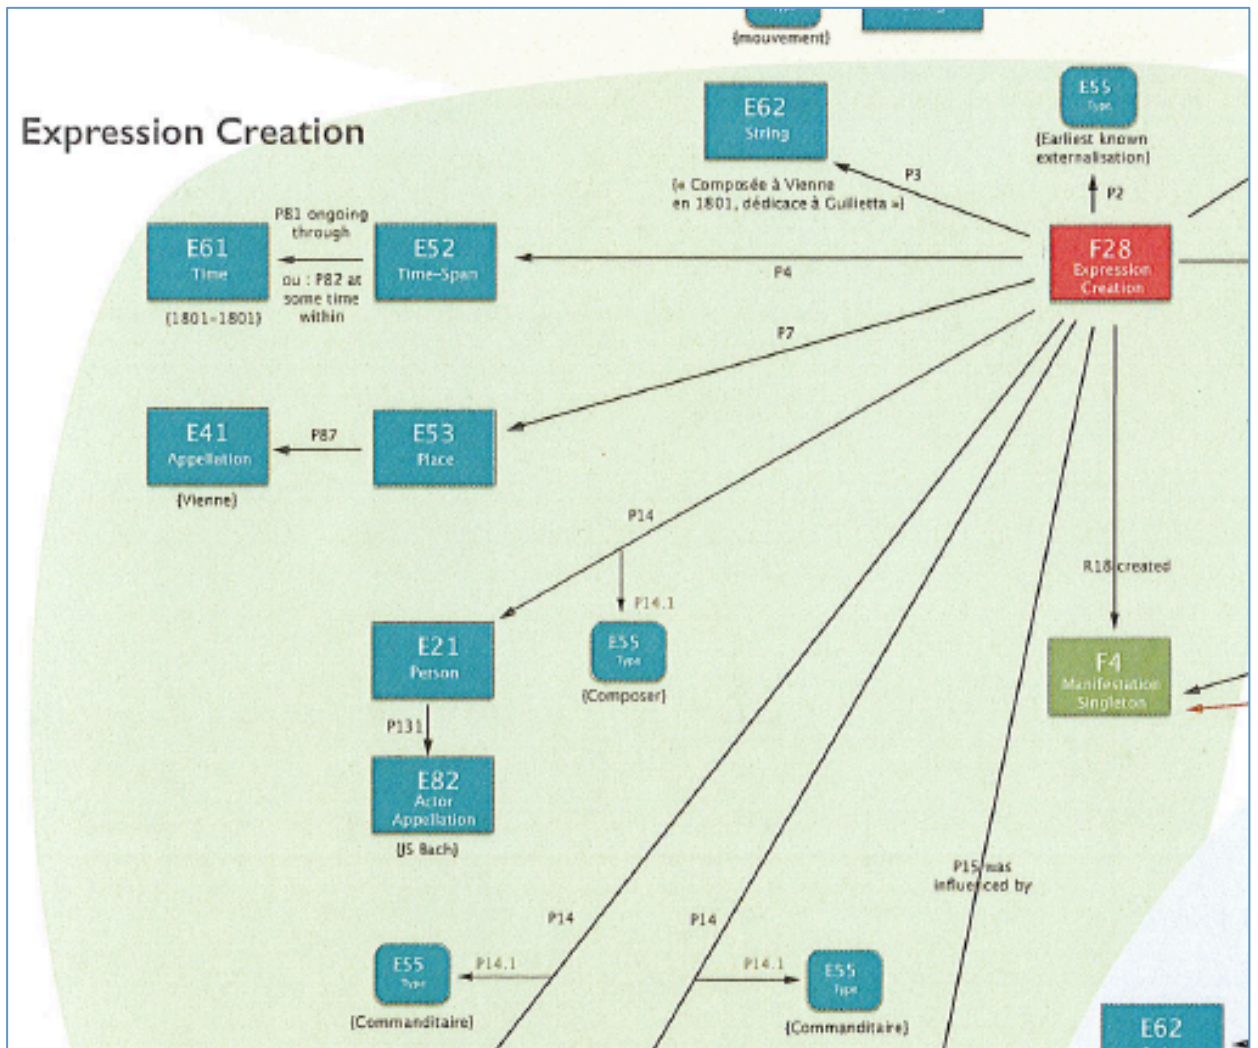 {mouvement}
Expression Creation
E62
String
E55
Type
{Earliest known
externalisation}
{« Composée à Vienne
en 1801, dédicace à Guilietta »}
P3
P2
P81 ongoing
through
E61
Time
E52
Time-Span
ou : P82 at
some time
within
{1801-1801}
P4
F28
Expression
Creation
P7
E41
Appellation
P87
E53
Place
{Vienne}
P14
R18 created
P14.1
E21
Person
E55
Type
{Composer}
F4
Manifestation
Singleton
P131
E82
Actor
Appellation
{JS Bach}
P15 was
influenced by
P14
P14
E55
Type
P14.1
P14.1
E55
Type
{Commanditaire}
{Commanditaire}
E62